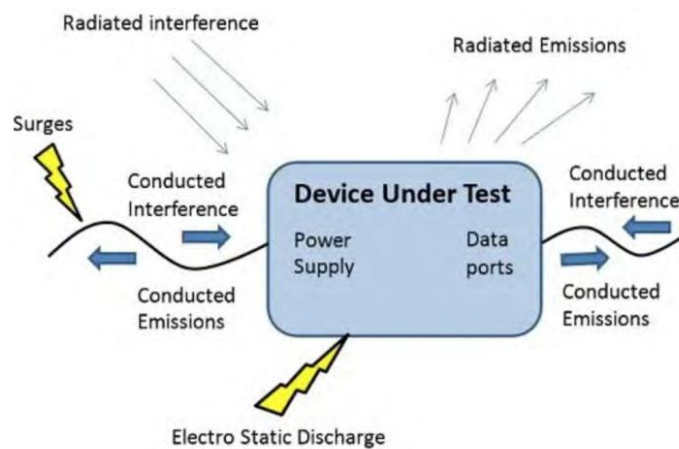 Radiated interference
Radiated Emissions
Surges
Conducted
Interference
Device Under Test
Conducted
Interference
Power
Supply
Data
ports
Conducted
Emissions
Conducted
Emissions
Electro Static Discharge